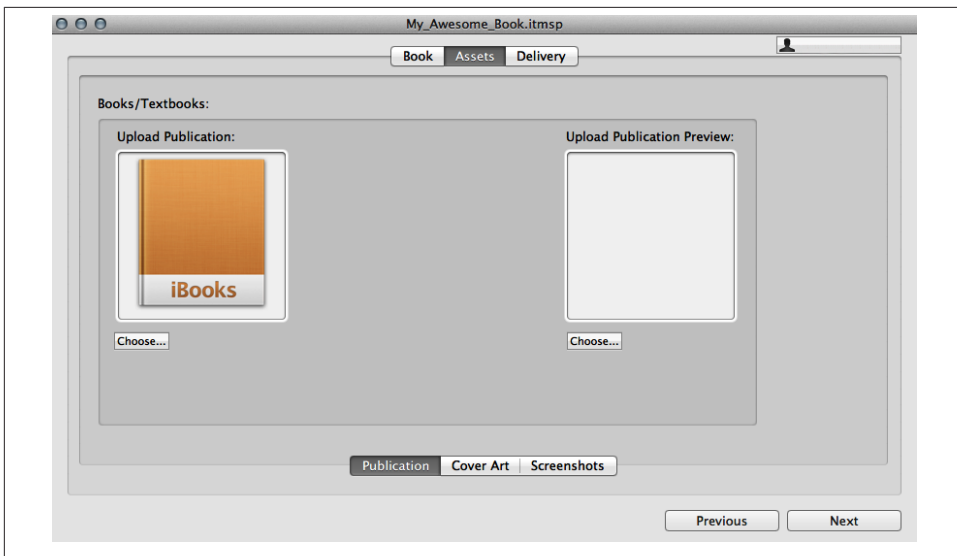 My_Awesome_Book.itmsp
Book Assets Delivery
Books/Textbooks:
Upload Publication: Upload Publication Preview:
iBooks
Choose... Choose...
Publication Cover Art Screenshots
Previous Next